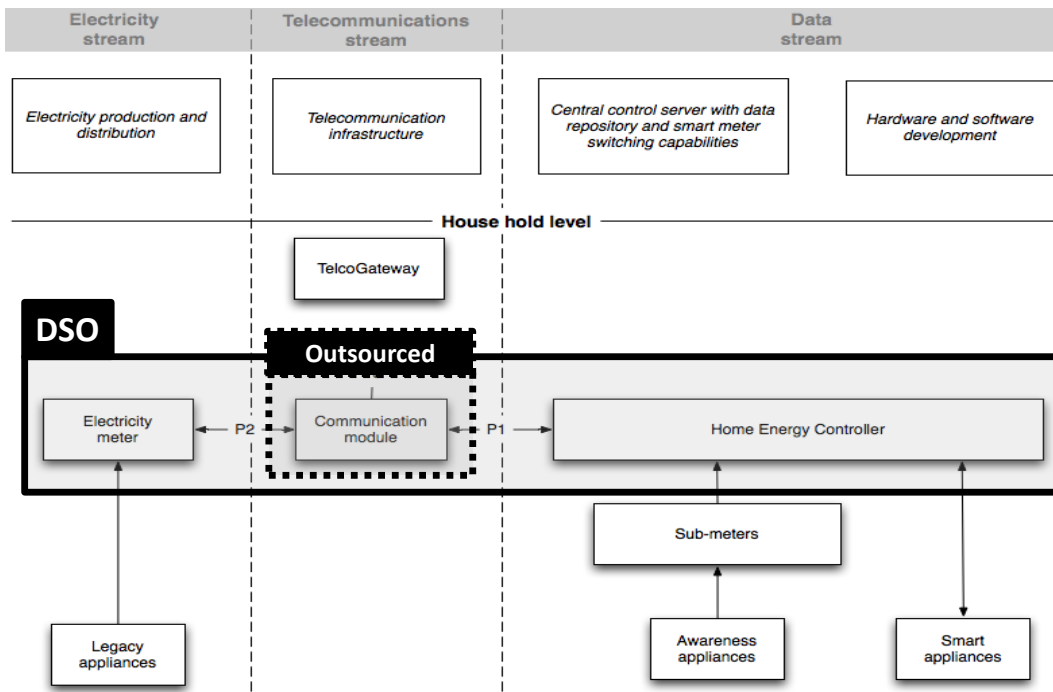 Electricity
stream
Telecommunications
stream
Data
stream
Electricity production and
distribution
Telecommunication
infrastructure
Central control server with data
repository and smart meter
switching capabilities
Hardware and software
development
House hold level
TelcoGateway
DSO
Outsourced
Electricity
meter
P2
Communication
module
P1
Home Energy Controller
Sub-meters
Legacy
appliances
Awareness
appliances
Smart
appliances